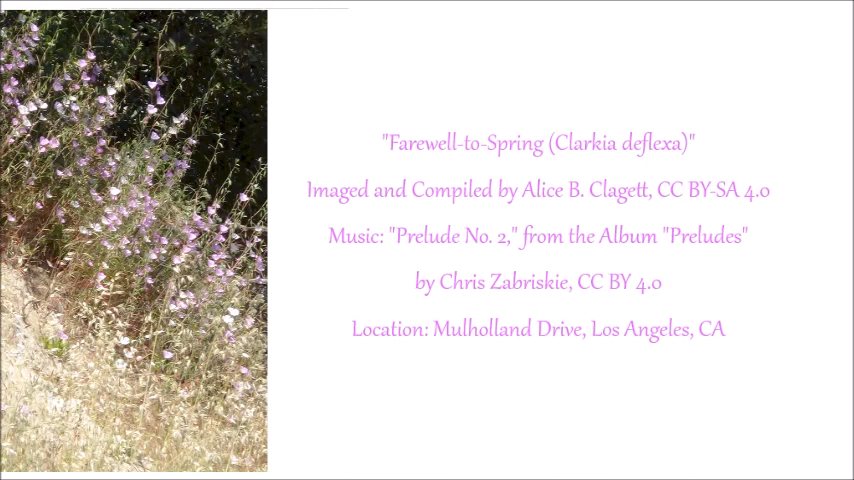 "Farewell-to-Spring (Clarkia deflexa)"
Imaged and Compiled by Alice B. Clagett, CC BY-SA 4.0
Music: "Prelude No. 2," from the Album "Preludes"
by Chris Zabriskie, CC BY 4.0
Location: Mulholland Drive, Los Angeles, CA